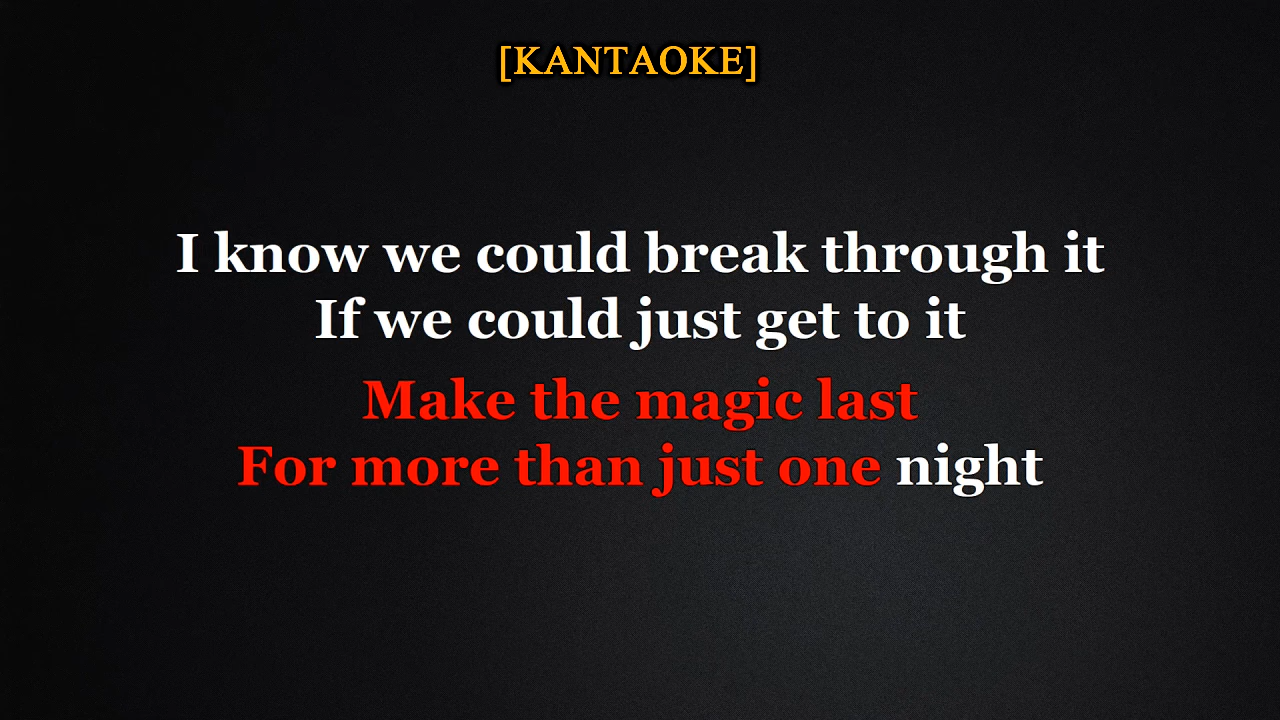 [KANTAOKE]
I know we could break through it
If we could just get to it
Make the magic last
For more than just one night